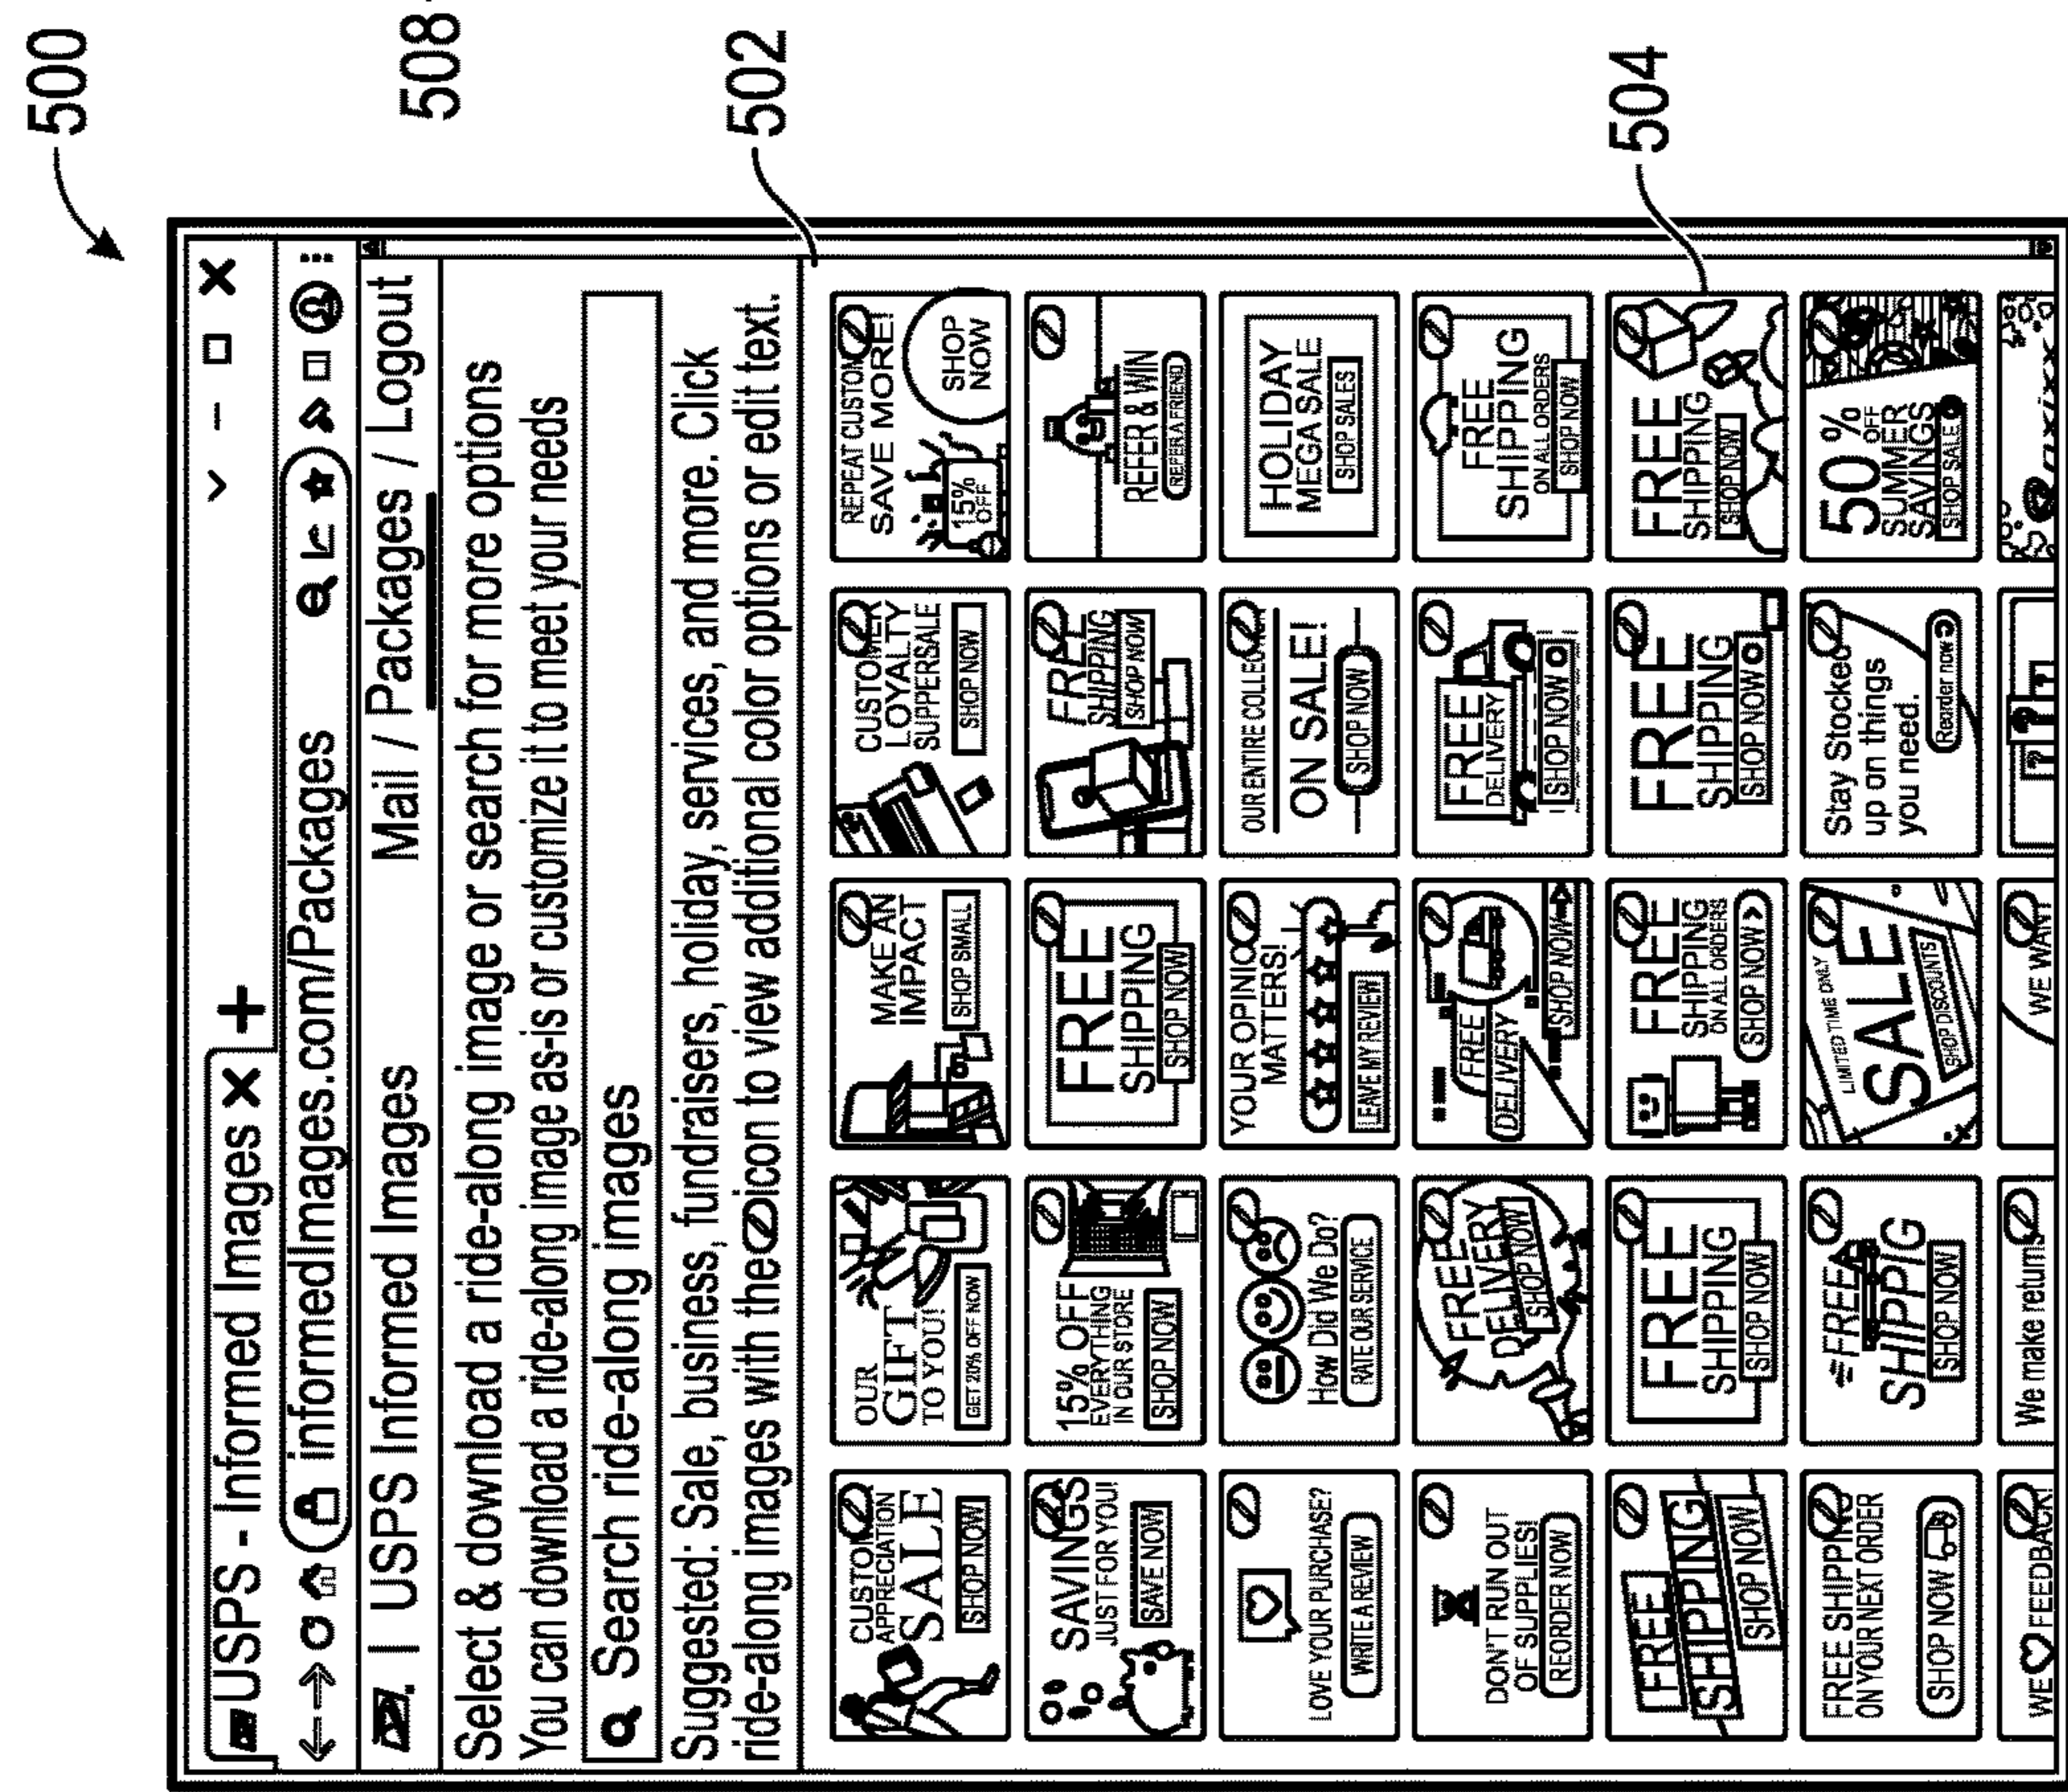 500
508
USPS - Informed Images
informedImages.com/Packages
USPS Informed Images
Mail / Packages / Logout
Select & download a ride-along image or search for more options
You can download a ride-along image as-is or customize it to meet your needs
Search ride-along images
Suggested: Sale, business, fundraisers, holiday, services, and more. Click
ride-along images with the icon to view additional color options or edit text.
502
CUSTOM
APPRECIATION
SALE
SHOP NOW
OUR
GIFT
TO YOU!
GET 20% OFF NOW
MAKE AN
IMPACT
SHOP SMALL
CUSTOMER
LOYALTY
SUPPERSALE
SHOP NOW
REPEAT CUSTOM
SAVE MORE!
15%
OFF
SHOP
NOW
SAVINGS
JUST FOR YOU!
SAVE NOW
15% OFF
EVERYTHING
IN OUR STORE
SHOP NOW
FREE
SHIPPING
SHOP NOW
FREE
SHIPPING
SHOP NOW
REFER & WIN
REFER A FRIEND
LOVE YOUR PURCHASE?
WRITE A REVIEW
How Did We Do?
RATE OUR SERVICE
YOUR OPINIO
MATTERS!
LEAVE MY REVIEW
OUR ENTIRE COLLEC
ON SALE!
SHOP NOW
HOLIDAY
MEGA SALE
SHOP SALES
DON'T RUN OUT
OF SUPPLIES!
REORDER NOW
FREE
DELIVERY
SHOP NOW
FREE
DELIVERY
SHOP NOW
FREE
DELIVERY
SHOP NOW
FREE
SHIPPING
ON ALL ORDERS
SHOP NOW
504
FREE
SHIPPING
SHOP NOW
FREE
SHIPPING
SHOP NOW
FREE
SHIPPING
ON ALL ORDERS
SHOP NOW >
FREE
SHIPPING
SHOP NOW
FREE
SHIPPING
SHOP NOW
FREE SHIPPING
ON YOUR NEXT ORDER
SHOP NOW
FREE
SHIPPIG
SHOP NOW
LIMITED TIME ONLY
SALE
SHOP DISCOUNTS
Stay Stocked
up on things
you need.
Reorder now
50 %
OFF
SUMMER
SAVINGS
SHOP SALE
WE FEEDBACK!
We make returns
WE WANT